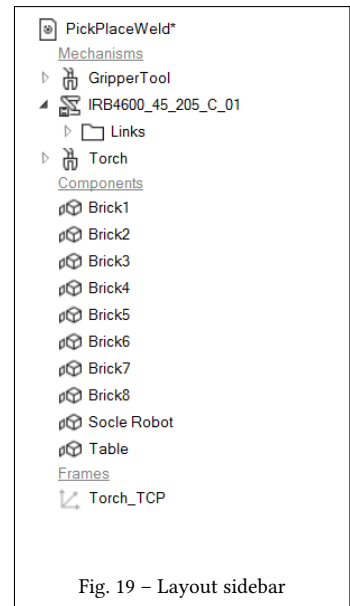 PickPlaceWeld*
Mechanisms
GripperTool
IRB4600_45_205_C_01
Links
Torch
Components
Brick1
Brick2
Brick3
Brick4
Brick5
Brick6
Brick7
Brick8
Socle Robot
Table
Frames
Torch_TCP
Fig. 19 – Layout sidebar